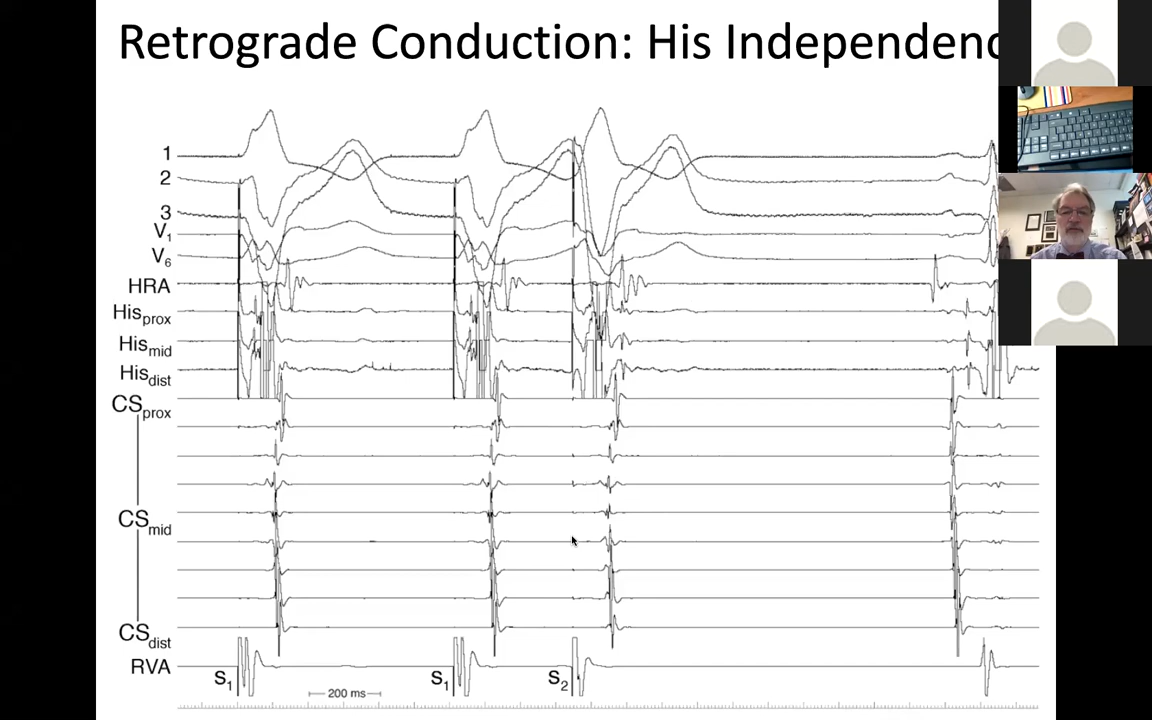 Retrograde Conduction: His Independenc
1
2
3
V1
V6
HRA
Hisprox
Hismid
Hisdist
CSprox
CSmid
CSdist
RVA
S1
S1
S2
200 ms